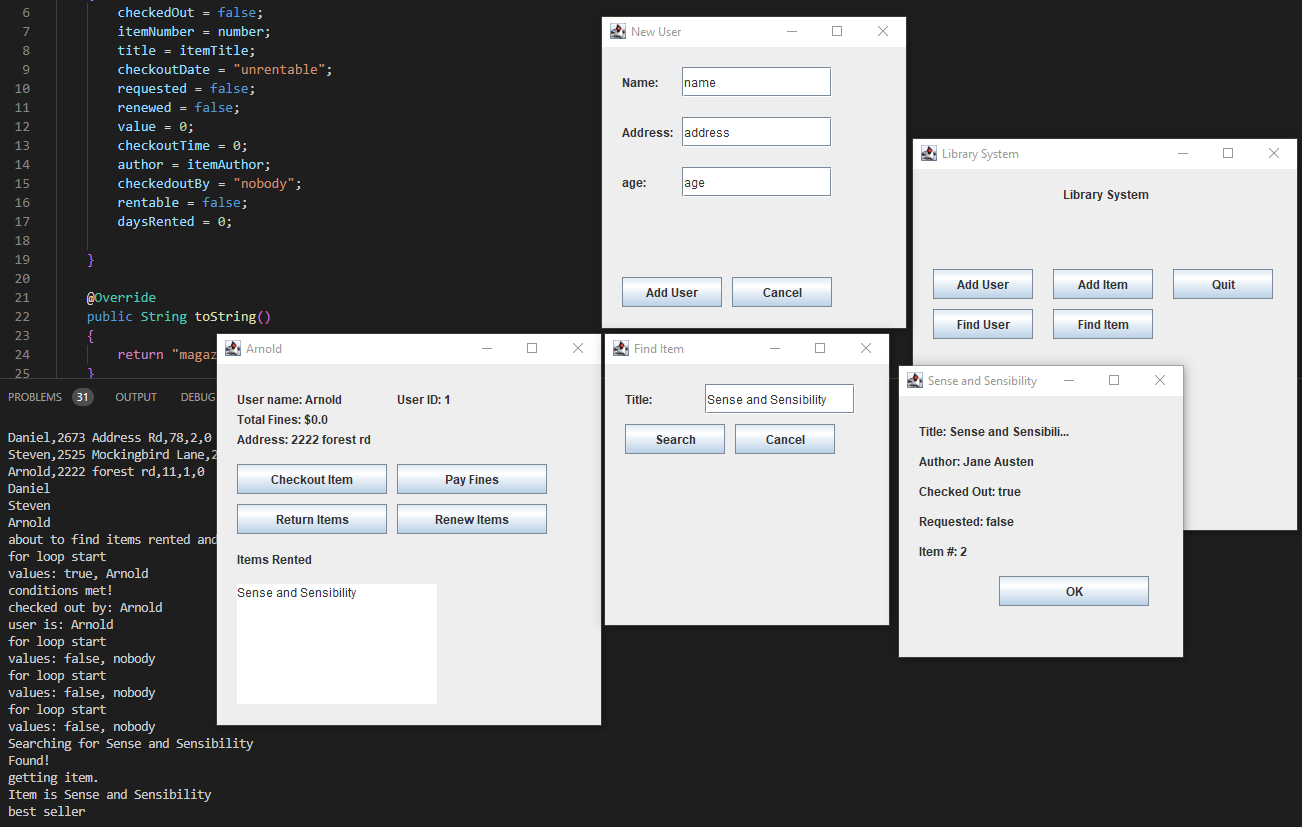 6 checkedOut = false;
7 itemNumber = number;
8 title = itemTitle;
9 checkoutDate = "unrentable";
10 requested = false;
11 renewed = false;
12 value = 0;
13 checkoutTime = 0;
14 author = itemAuthor;
15 checkedoutBy = "nobody";
16 rentable = false;
17 daysRented = 0;
18
19 }
20
21 @Override
22 public String toString()
23 {
24 return "magaz
25 }
PROBLEMS 31 OUTPUT DEBUG
Daniel,2673 Address Rd,78,2,0
Steven,2525 Mockingbird Lane,2
Arnold,2222 forest rd,11,1,0
Daniel
Steven
Arnold
about to find items rented and
for loop start
values: true, Arnold
conditions met!
checked out by: Arnold
user is: Arnold
for loop start
values: false, nobody
for loop start
values: false, nobody
for loop start
values: false, nobody
Searching for Sense and Sensibility
Found!
getting item.
Item is Sense and Sensibility
best seller
New User
Name: name
Address: address
age: age
Add User Cancel
Library System
Library System
Add User Add Item Quit
Find User Find Item
Arnold
User name: Arnold User ID: 1
Total Fines: $0.0
Address: 2222 forest rd
Checkout Item Pay Fines
Return Items Renew Items
Items Rented
Sense and Sensibility
Find Item
Title: Sense and Sensibility
Search Cancel
Sense and Sensibility
Title: Sense and Sensibili...
Author: Jane Austen
Checked Out: true
Requested: false
Item #: 2
OK